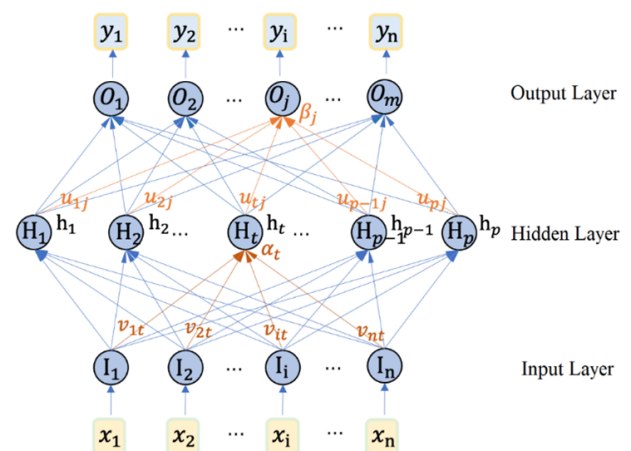 y₁ y₂ ... yᵢ ... yₙ
O₁ O₂ ... Oⱼ ... Oₘ Output Layer
βⱼ
u₁ⱼ u₂ⱼ uₜⱼ uₚ₋₁ⱼ uₚⱼ
H₁ h₁ H₂ h₂... Hₜ hₜ ... Hₚ₋₁ hₚ₋₁ Hₚ hₚ Hidden Layer
αₜ
v₁ₜ v₂ₜ vᵢₜ vₙₜ
I₁ I₂ ... Iᵢ ... Iₙ Input Layer
x₁ x₂ ... xᵢ ... xₙ